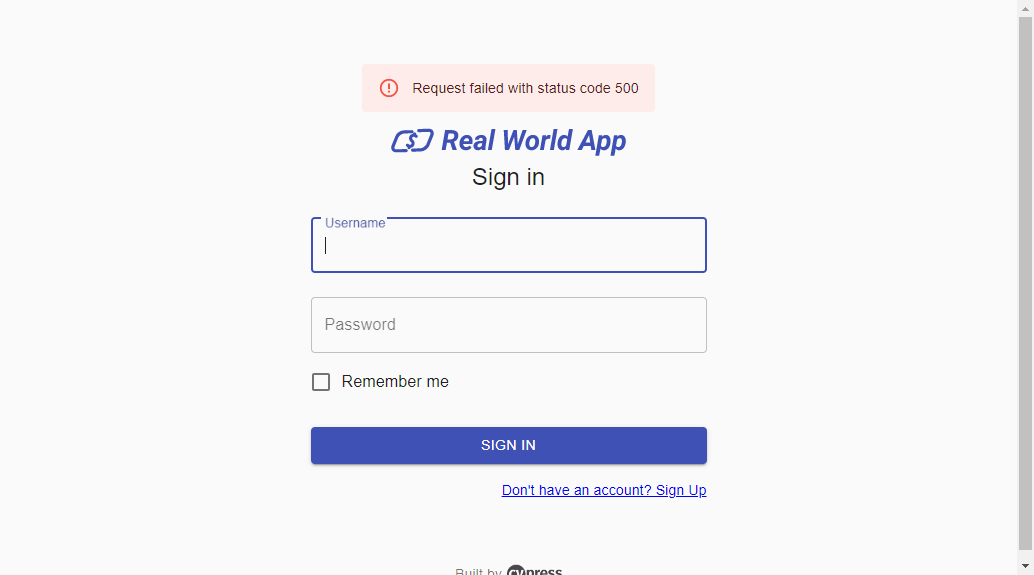 Request failed with status code 500
Real World App
Sign in
Username
Password
Remember me
SIGN IN
Don't have an account? Sign Up
Built by cypress